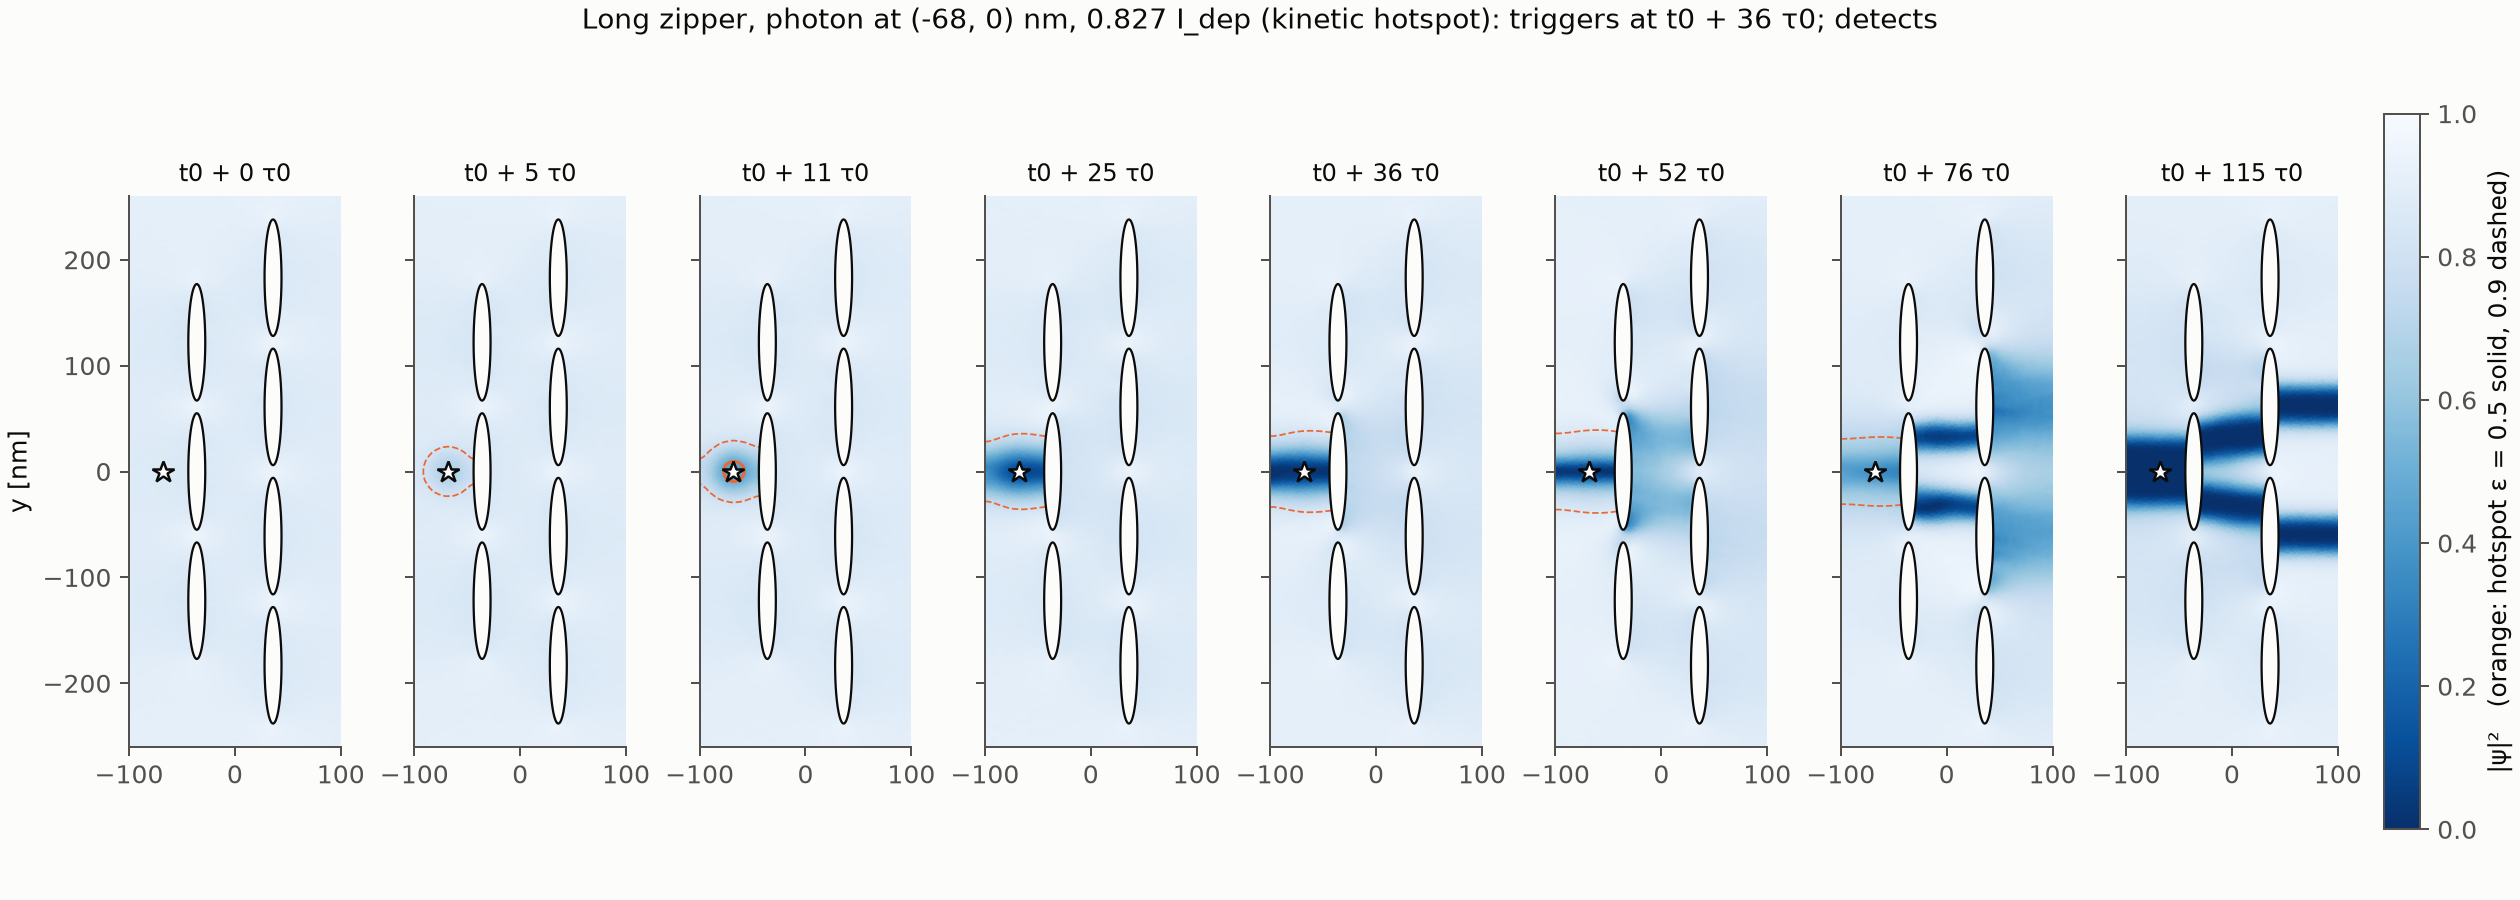 Long zipper, photon at (-68, 0) nm, 0.827 I_dep (kinetic hotspot): triggers at t0 + 36 τ0; detects
t0 + 0 τ0
t0 + 5 τ0
t0 + 11 τ0
t0 + 25 τ0
t0 + 36 τ0
t0 + 52 τ0
t0 + 76 τ0
t0 + 115 τ0
y [nm]
200
100
0
−100
−200
−100 0 100
−100 0 100
−100 0 100
−100 0 100
−100 0 100
−100 0 100
−100 0 100
−100 0 100
1.0
0.8
0.6
0.4
0.2
0.0
|ψ|² (orange: hotspot ε = 0.5 solid, 0.9 dashed)